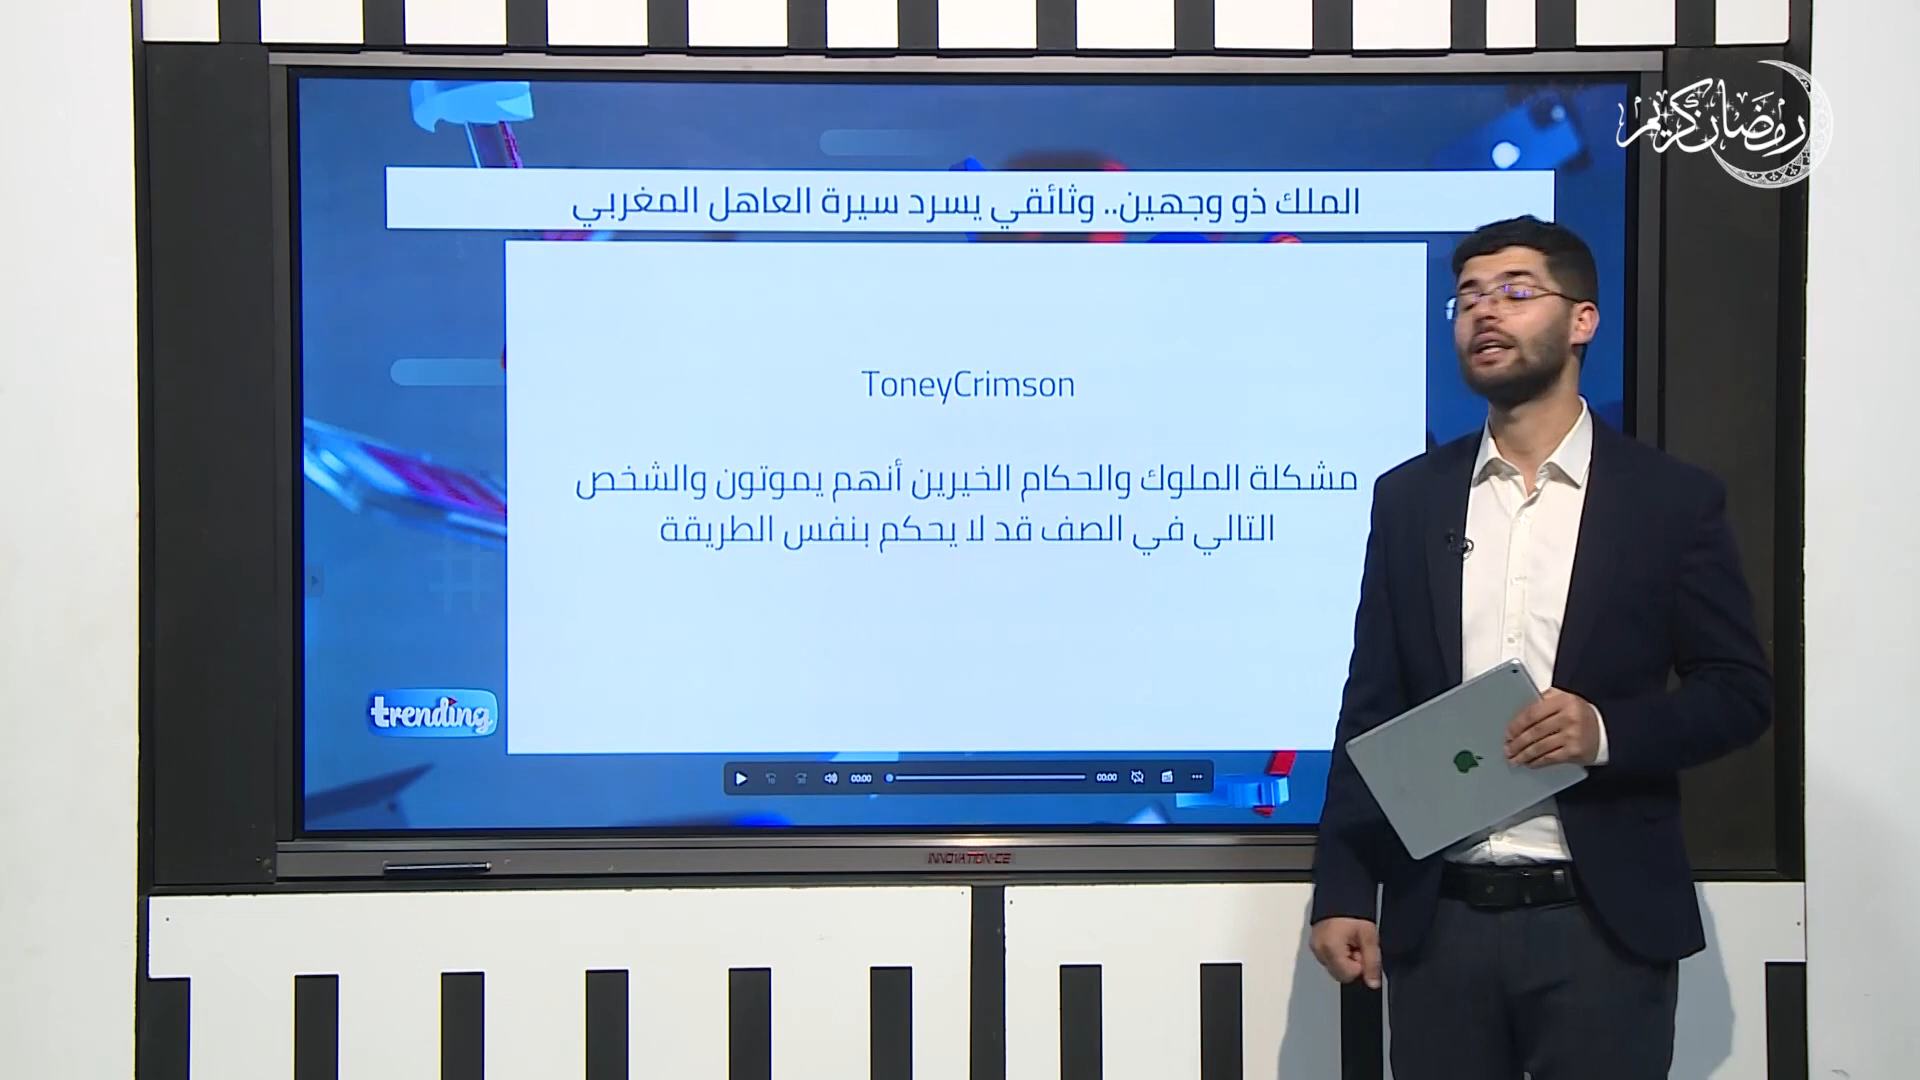 رمضان كريم
الملك ذو وجهين.. وثائقي يسرد سيرة العاهل المغربي
ToneyCrimson
مشكلة الملوك والحكام الخيرين أنهم يموتون والشخص
التالي في الصف قد لا يحكم بنفس الطريقة
trending
00:00
00:00
INNOVATION-CE